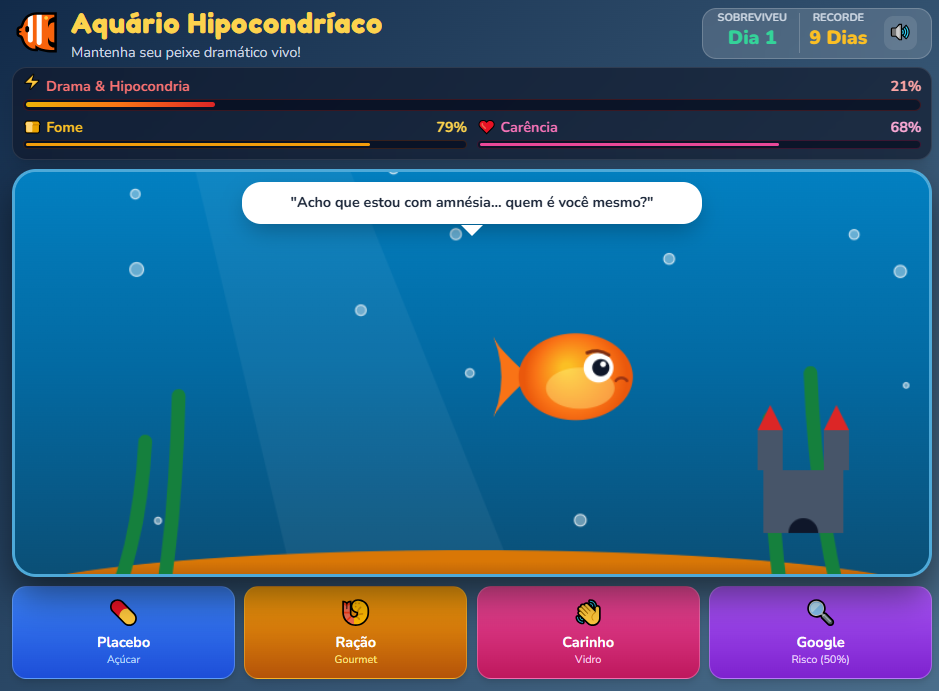 Aquário Hipocondríaco
Mantenha seu peixe dramático vivo!
SOBREVIVEU
Dia 1
RECORDE
9 Dias
Drama & Hipocondria
21%
Fome
79%
Carência
68%
"Acho que estou com amnésia... quem é você mesmo?"
Placebo
Açúcar
Ração
Gourmet
Carinho
Vidro
Google
Risco (50%)